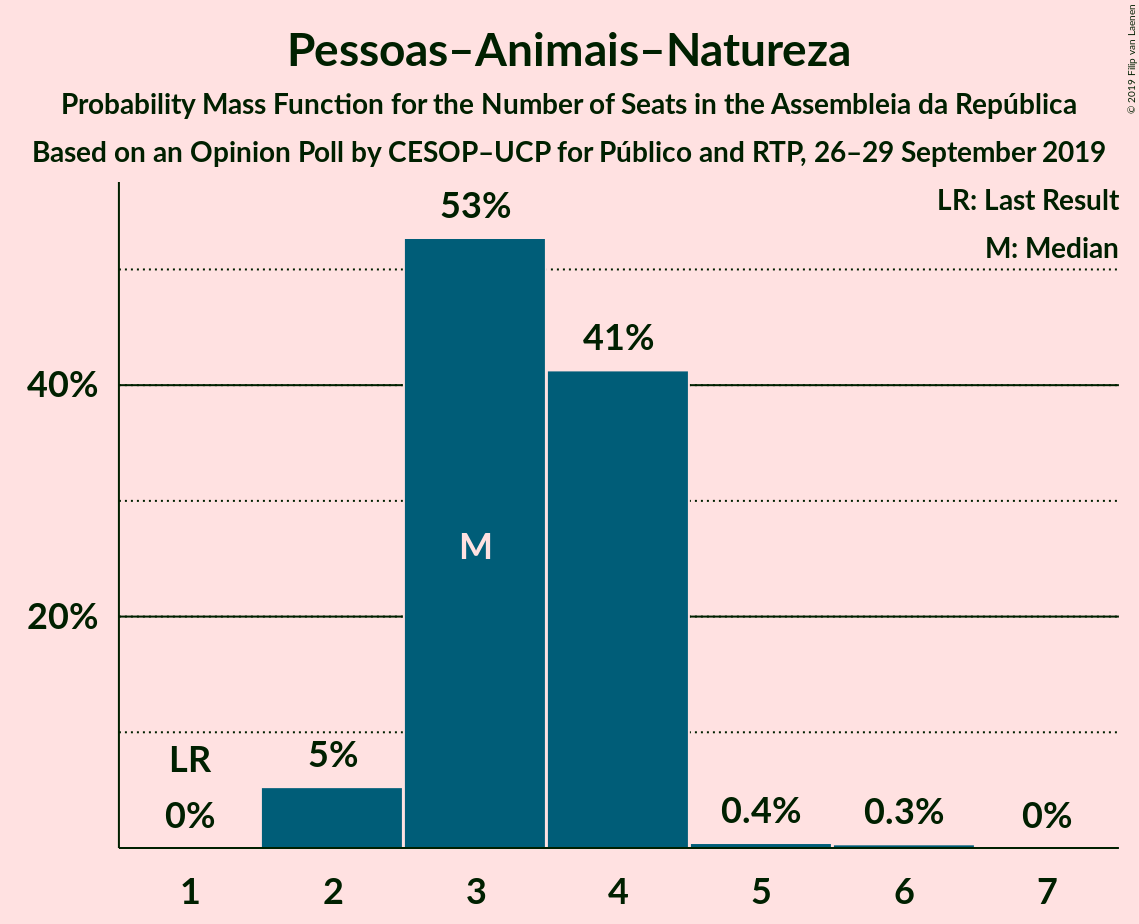 Pessoas–Animais–Natureza
Probability Mass Function for the Number of Seats in the Assembleia da República
Based on an Opinion Poll by CESOP–UCP for Público and RTP, 26–29 September 2019
© 2019 Filip van Laenen
LR: Last Result
M: Median
53%
41%
40%
M
20%
LR
5%
0%
0.4%
0.3%
0%
1 2 3 4 5 6 7